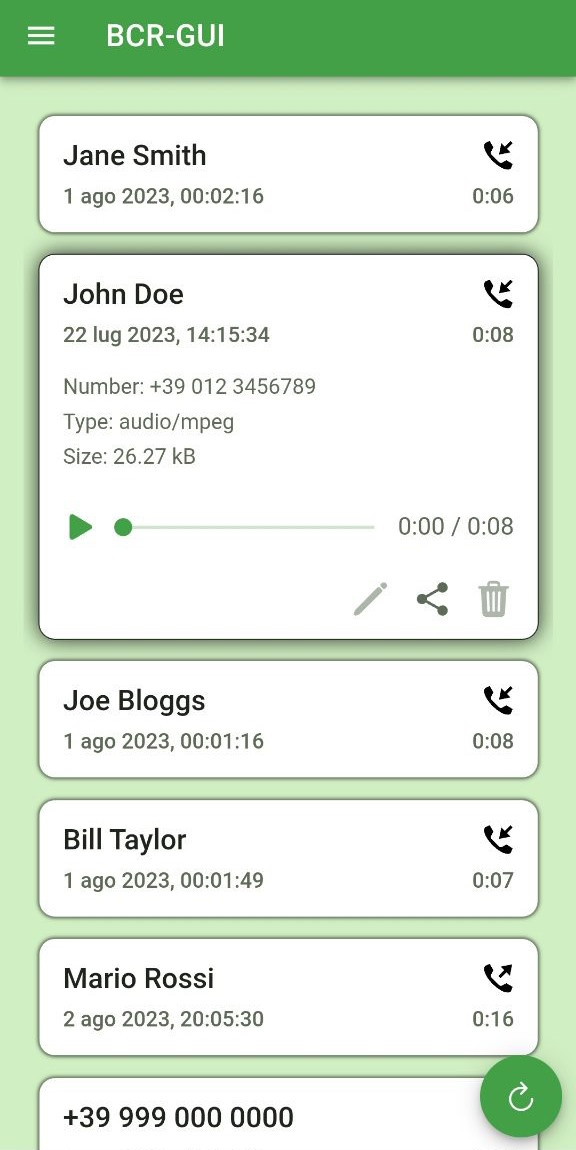 BCR-GUI
Jane Smith
1 ago 2023, 00:02:16 0:06
John Doe
22 lug 2023, 14:15:34 0:08
Number: +39 012 3456789
Type: audio/mpeg
Size: 26.27 kB
0:00 / 0:08
Joe Bloggs
1 ago 2023, 00:01:16 0:08
Bill Taylor
1 ago 2023, 00:01:49 0:07
Mario Rossi
2 ago 2023, 20:05:30 0:16
+39 999 000 0000